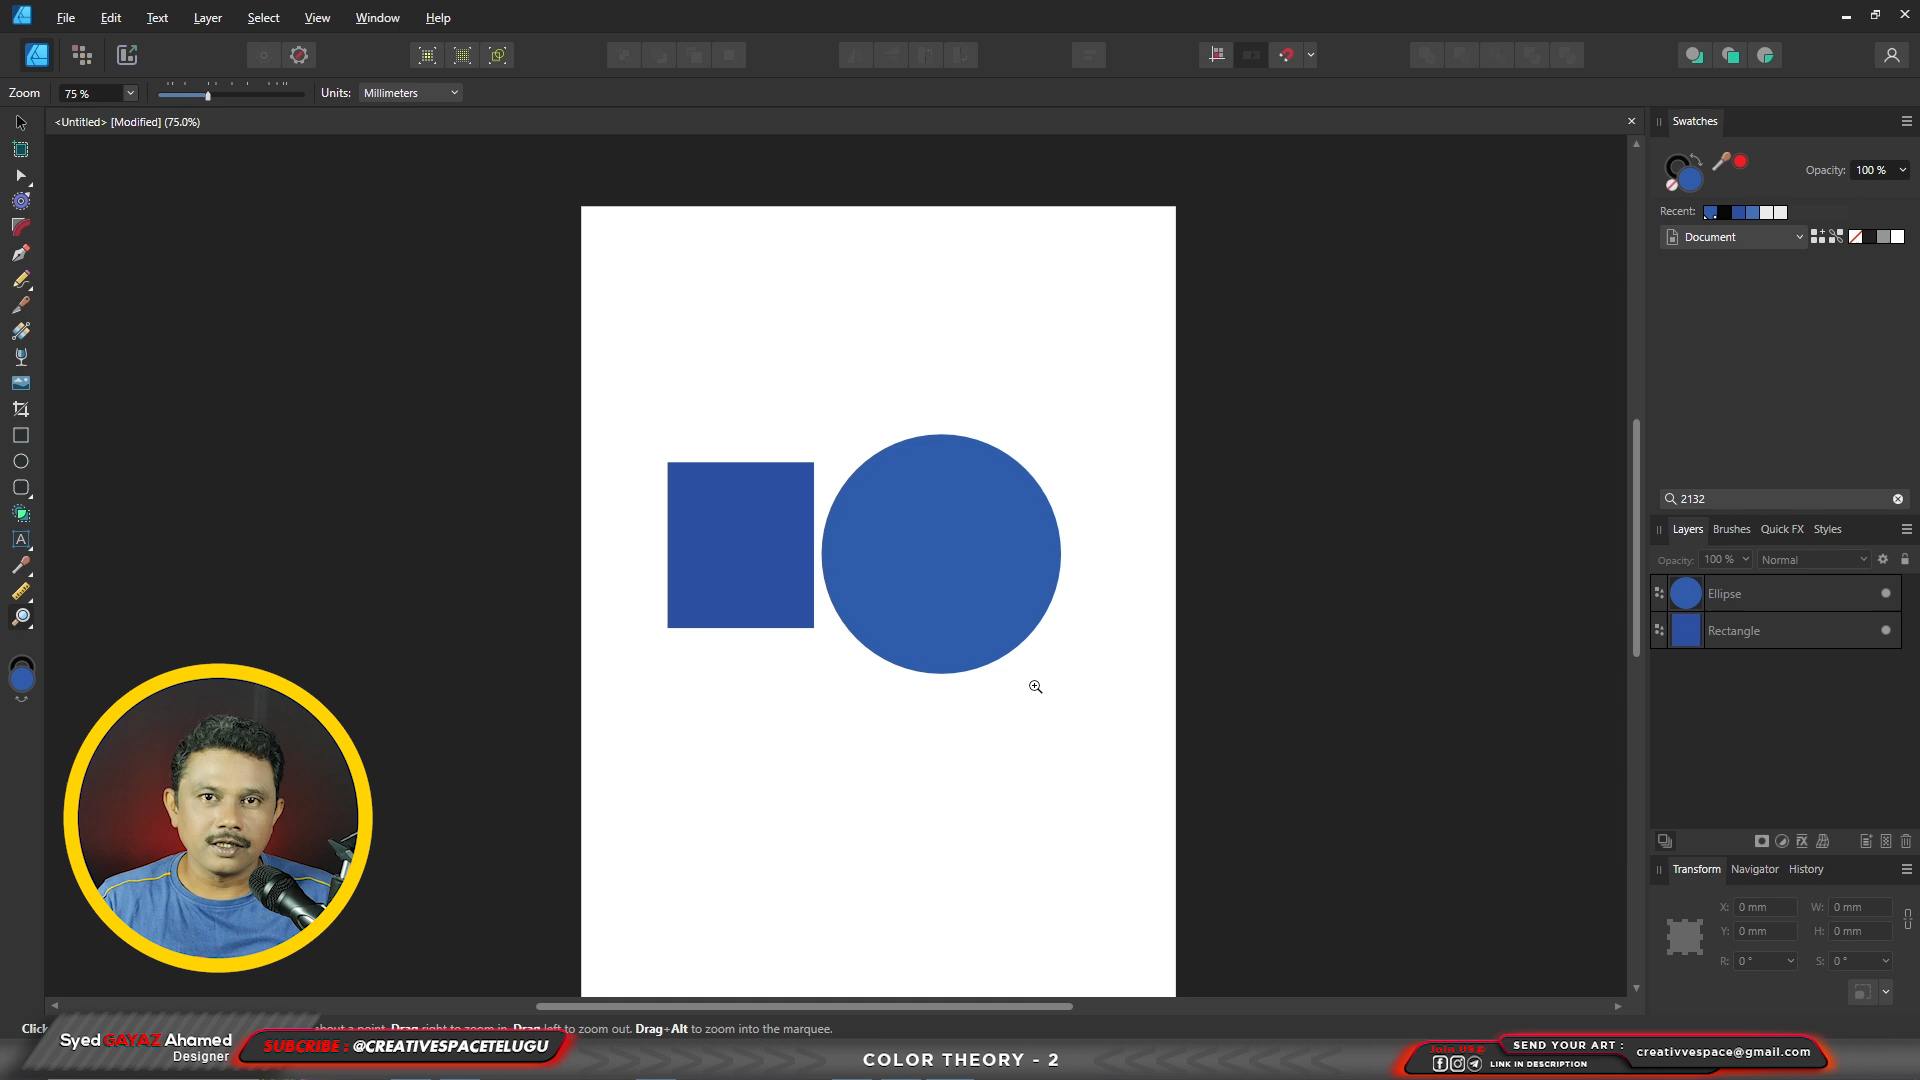 File Edit Text Layer Select View Window Help
Zoom 75 % Units: Millimeters
<Untitled> [Modified] (75.0%)
Swatches
Opacity: 100 %
Recent:
Document
2132
Layers Brushes Quick FX Styles
Opacity: 100 % Normal
Ellipse
Rectangle
Transform Navigator History
X: 0 mm W: 0 mm
Y: 0 mm H: 0 mm
R: 0 ° S: 0 °
about a point. Drag right to zoom in. Drag left to zoom out. Drag+Alt to zoom into the marquee.
Syed GAYAZ Ahamed
Designer
SUBCRIBE : @CREATIVESPACETELUGU
COLOR THEORY - 2
Join US @
LINK IN DESCRIPTION
SEND YOUR ART : creativvespace@gmail.com